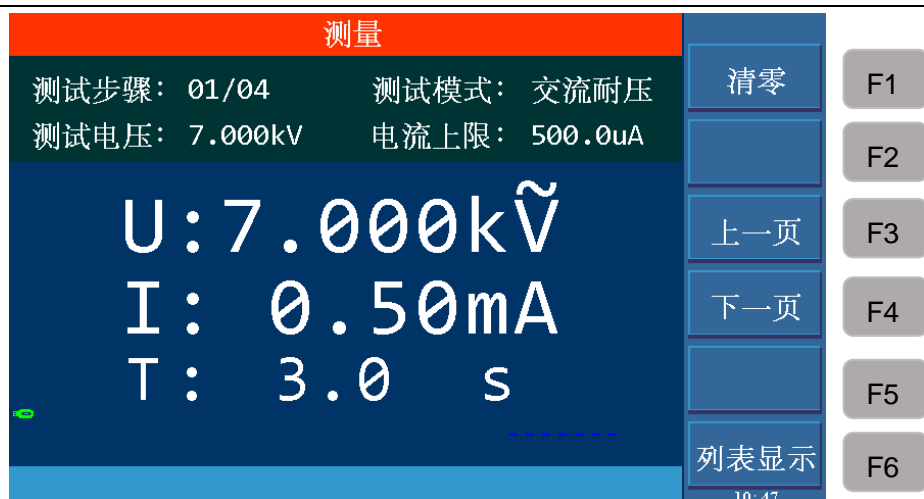 测量
测试步骤: 01/04 测试模式: 交流耐压
测试电压: 7.000kV 电流上限: 500.0uA
U:7.000kṼ
I: 0.50mA
T: 3.0 s
清零 F1
F2
上一页 F3
下一页 F4
F5
列表显示 F6